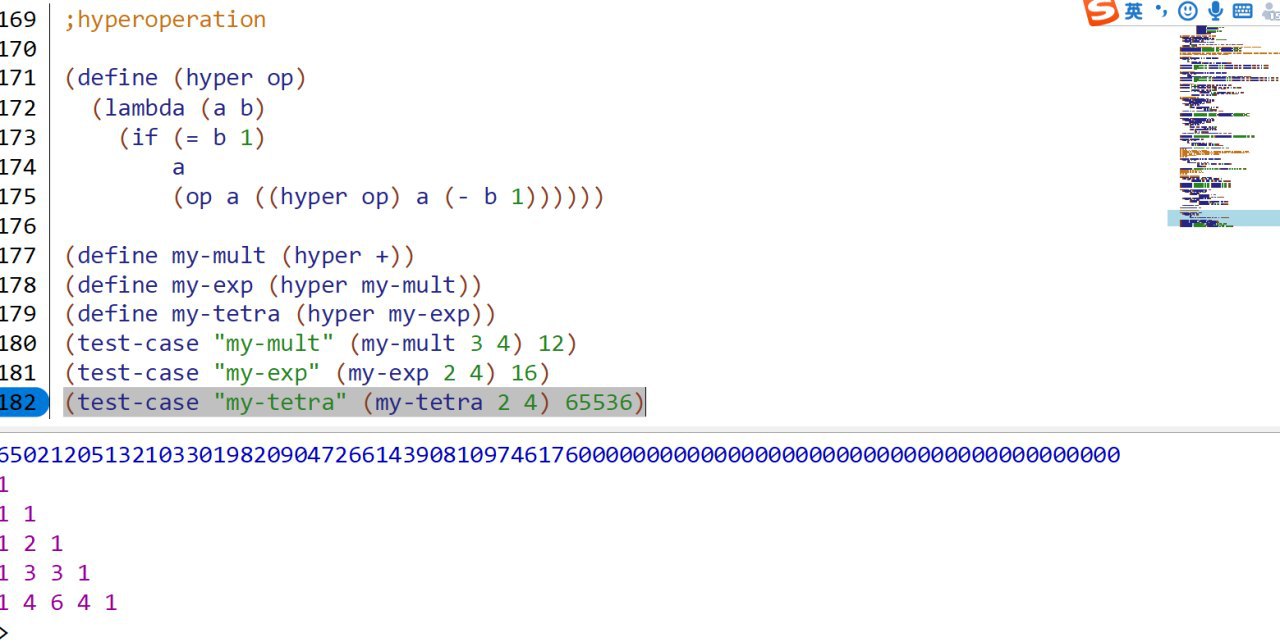 169 ;hyperoperation
170
171 (define (hyper op)
172 (lambda (a b)
173 (if (= b 1)
174 a
175 (op a ((hyper op) a (- b 1))))))
176
177 (define my-mult (hyper +))
178 (define my-exp (hyper my-mult))
179 (define my-tetra (hyper my-exp))
180 (test-case "my-mult" (my-mult 3 4) 12)
181 (test-case "my-exp" (my-exp 2 4) 16)
182 (test-case "my-tetra" (my-tetra 2 4) 65536)
1
1 1
1 2 1
1 3 3 1
1 4 6 4 1
>
S 英